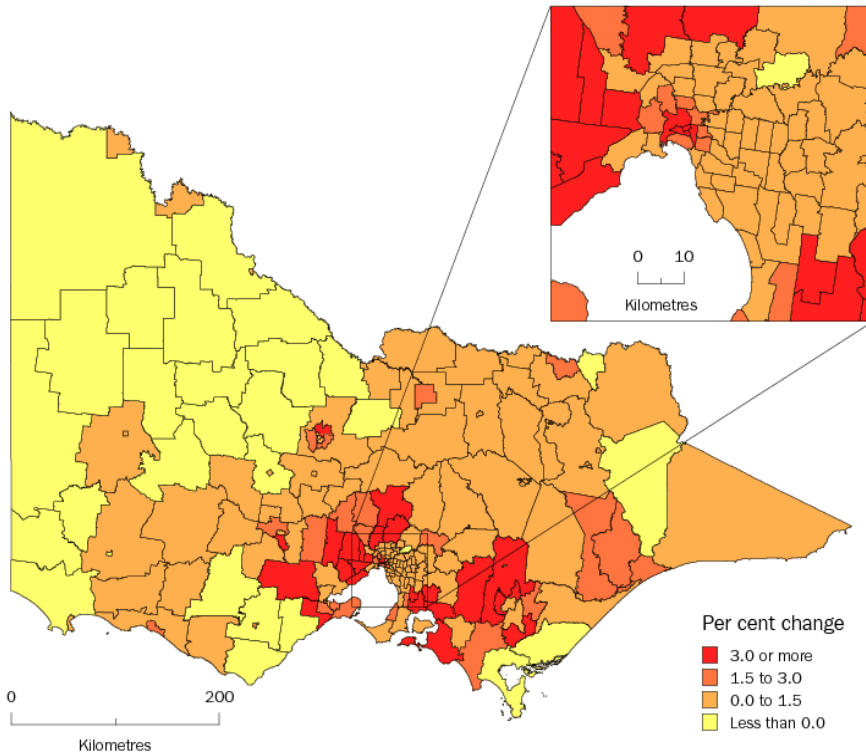 0 10
Kilometres
Per cent change
3.0 or more
1.5 to 3.0
0.0 to 1.5
Less than 0.0
0 200
Kilometres